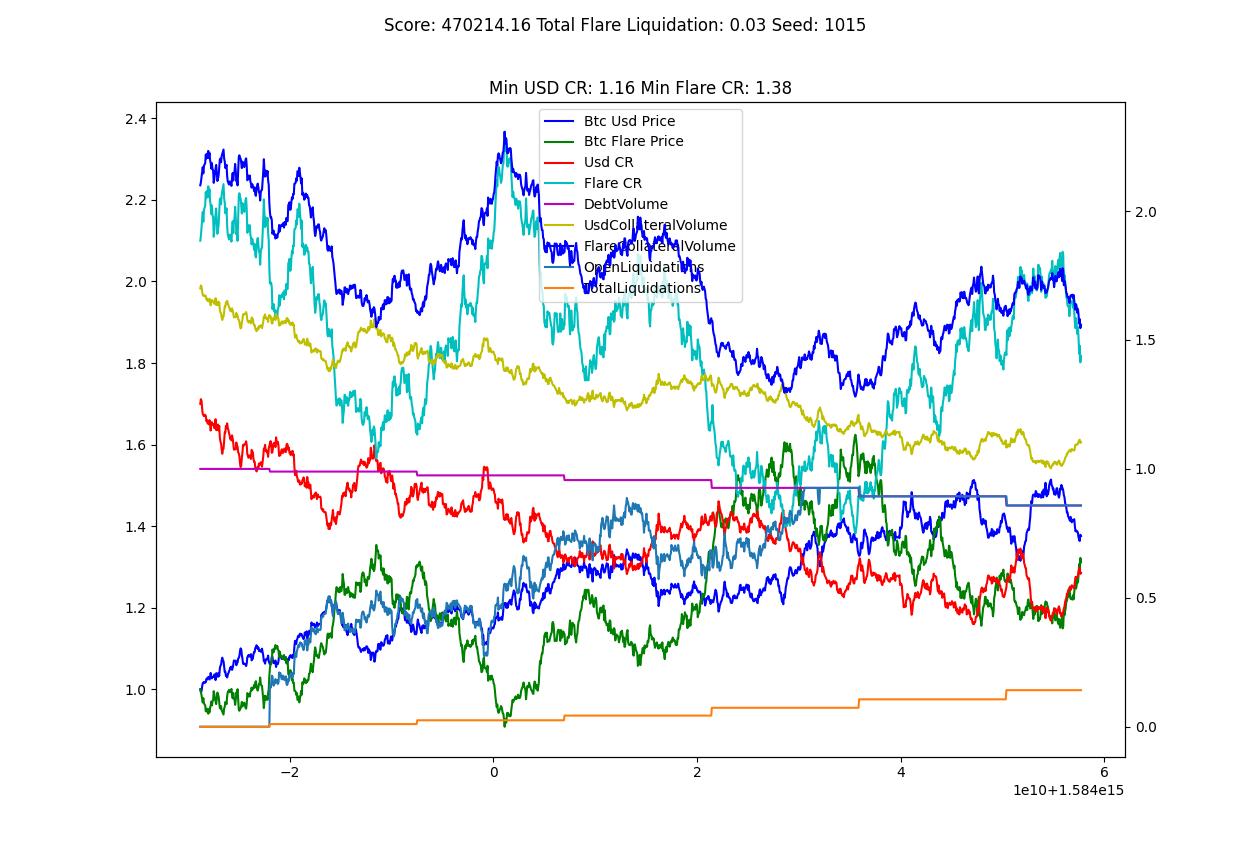 Score: 470214.16 Total Flare Liquidation: 0.03 Seed: 1015
Min USD CR: 1.16 Min Flare CR: 1.38
Btc Usd Price
Btc Flare Price
Usd CR
Flare CR
DebtVolume
UsdCollateralVolume
FlareCollateralVolume
OpenLiquidations
TotalLiquidations
2.4
2.2
2.0
1.8
1.6
1.4
1.2
1.0
2.0
1.5
1.0
0.5
0.0
−2
0
2
4
6
1e10+1.584e15